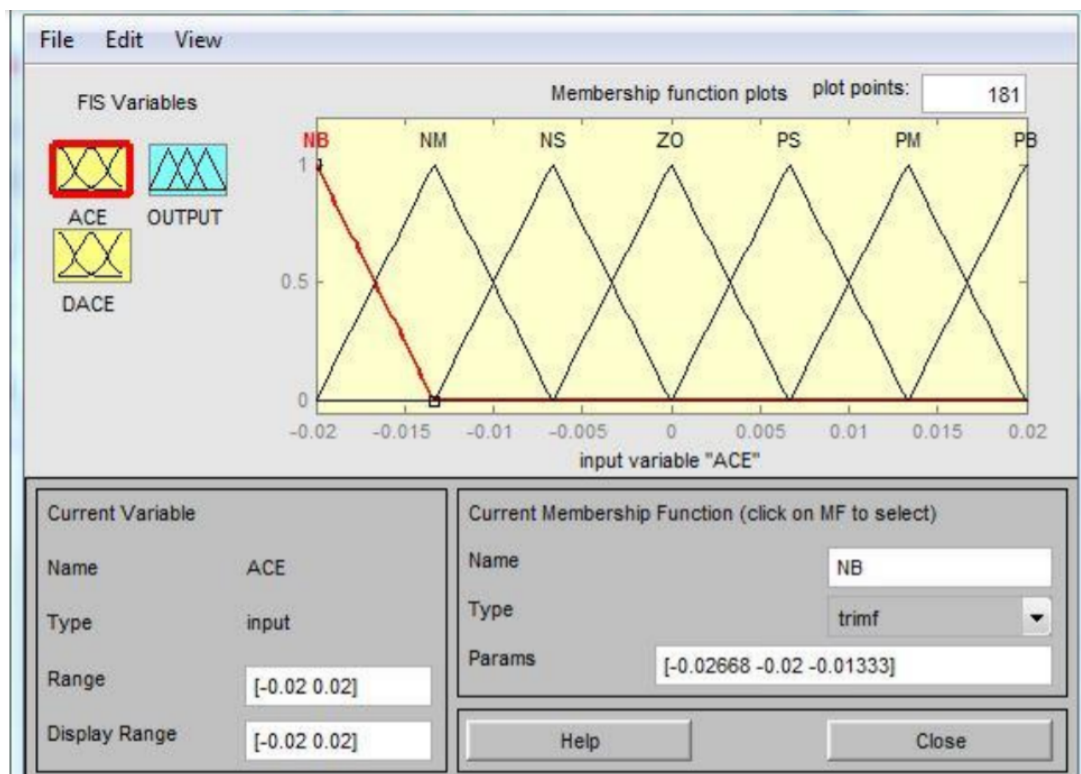 File Edit View
FIS Variables
Membership function plots plot points: 181
NB NM NS ZO PS PM PB
1
ACE OUTPUT
0.5
DACE
0
-0.02 -0.015 -0.01 -0.005 0 0.005 0.01 0.015 0.02
input variable "ACE"
Current Variable
Name ACE
Type input
Range [-0.02 0.02]
Display Range [-0.02 0.02]
Current Membership Function (click on MF to select)
Name NB
Type trimf
Params [-0.02668 -0.02 -0.01333]
Help Close